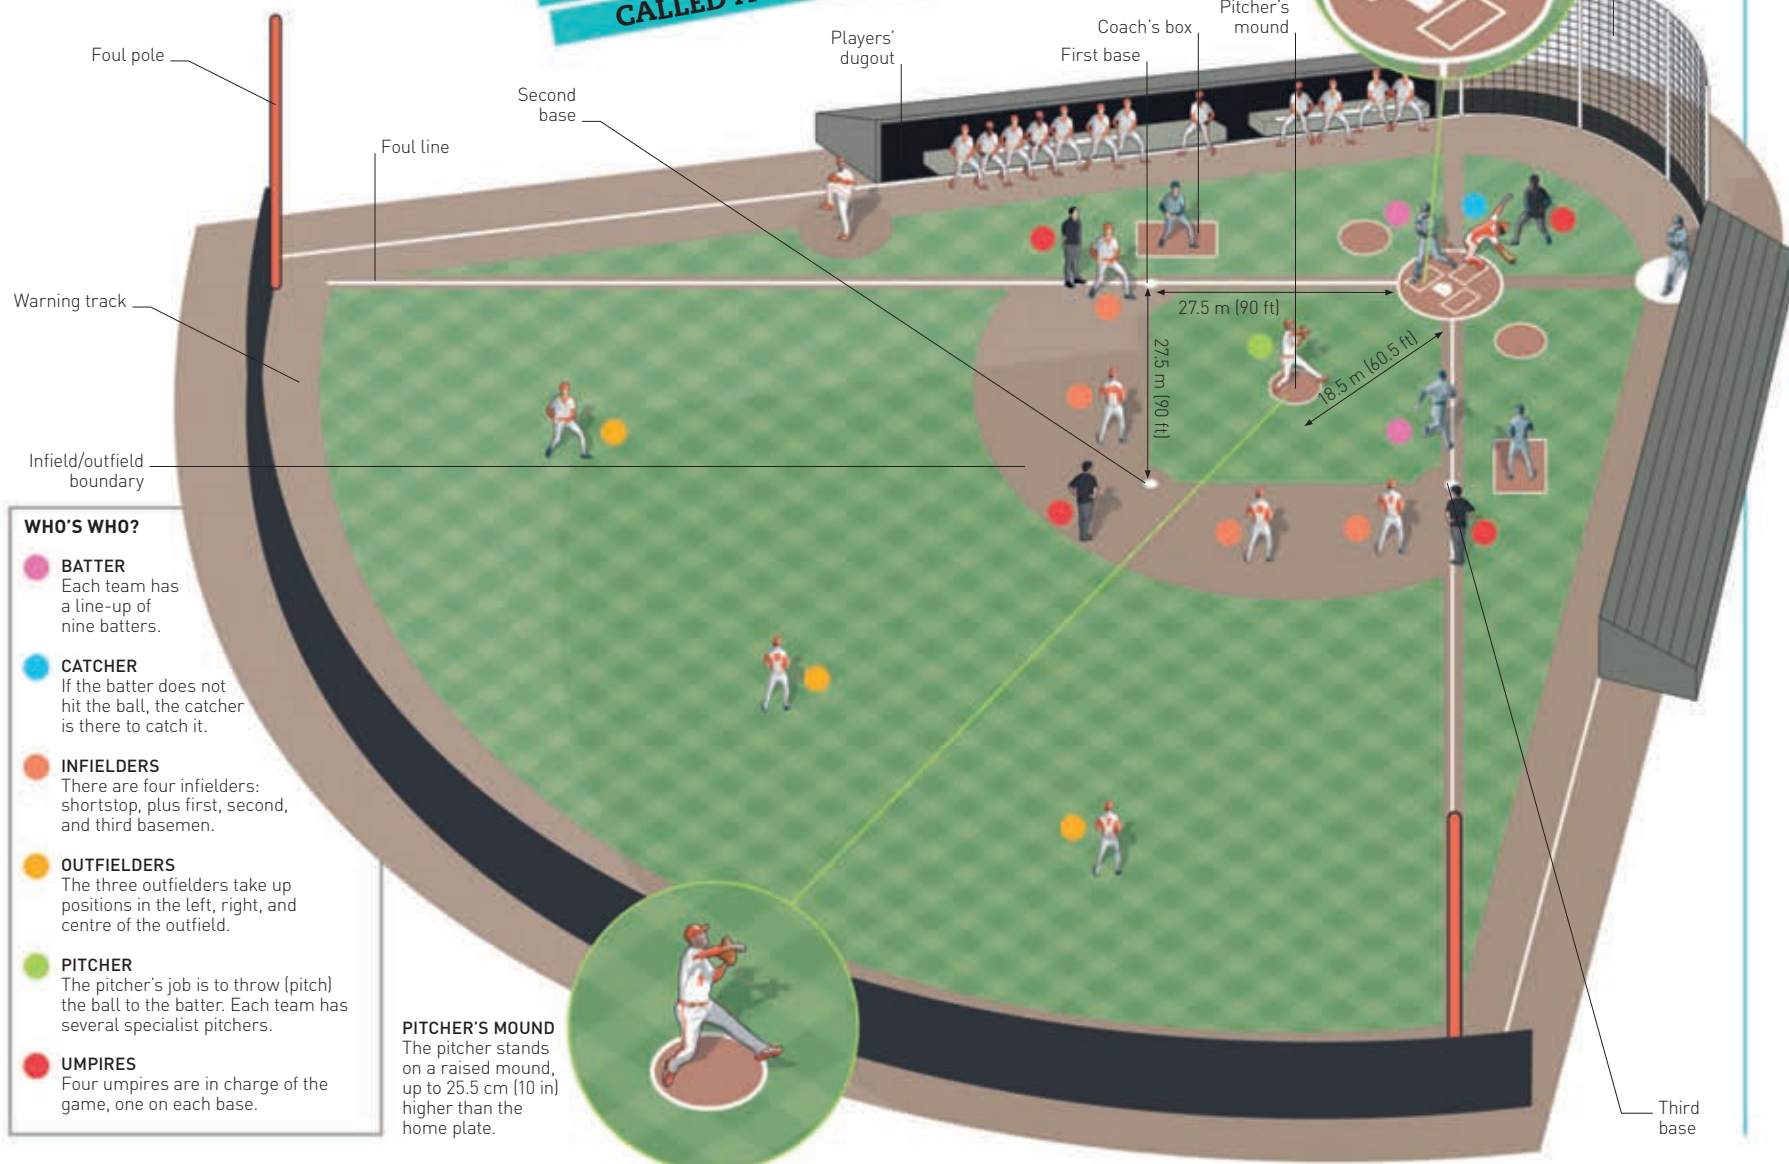 CALLED A
Foul pole
Second
base
Foul line
Players’
dugout
Coach’s box
First base
Pitcher’s
mound
Warning track
27.5 m (90 ft)
27.5 m (90 ft)
18.5 m (60.5 ft)
Infield/outfield
boundary
WHO’S WHO?
BATTER
Each team has
a line-up of
nine batters.
CATCHER
If the batter does not
hit the ball, the catcher
is there to catch it.
INFIELDERS
There are four infielders:
shortstop, plus first, second,
and third basemen.
OUTFIELDERS
The three outfielders take up
positions in the left, right, and
centre of the outfield.
PITCHER
The pitcher’s job is to throw (pitch)
the ball to the batter. Each team has
several specialist pitchers.
UMPIRES
Four umpires are in charge of the
game, one on each base.
PITCHER’S MOUND
The pitcher stands
on a raised mound,
up to 25.5 cm (10 in)
higher than the
home plate.
Third
base